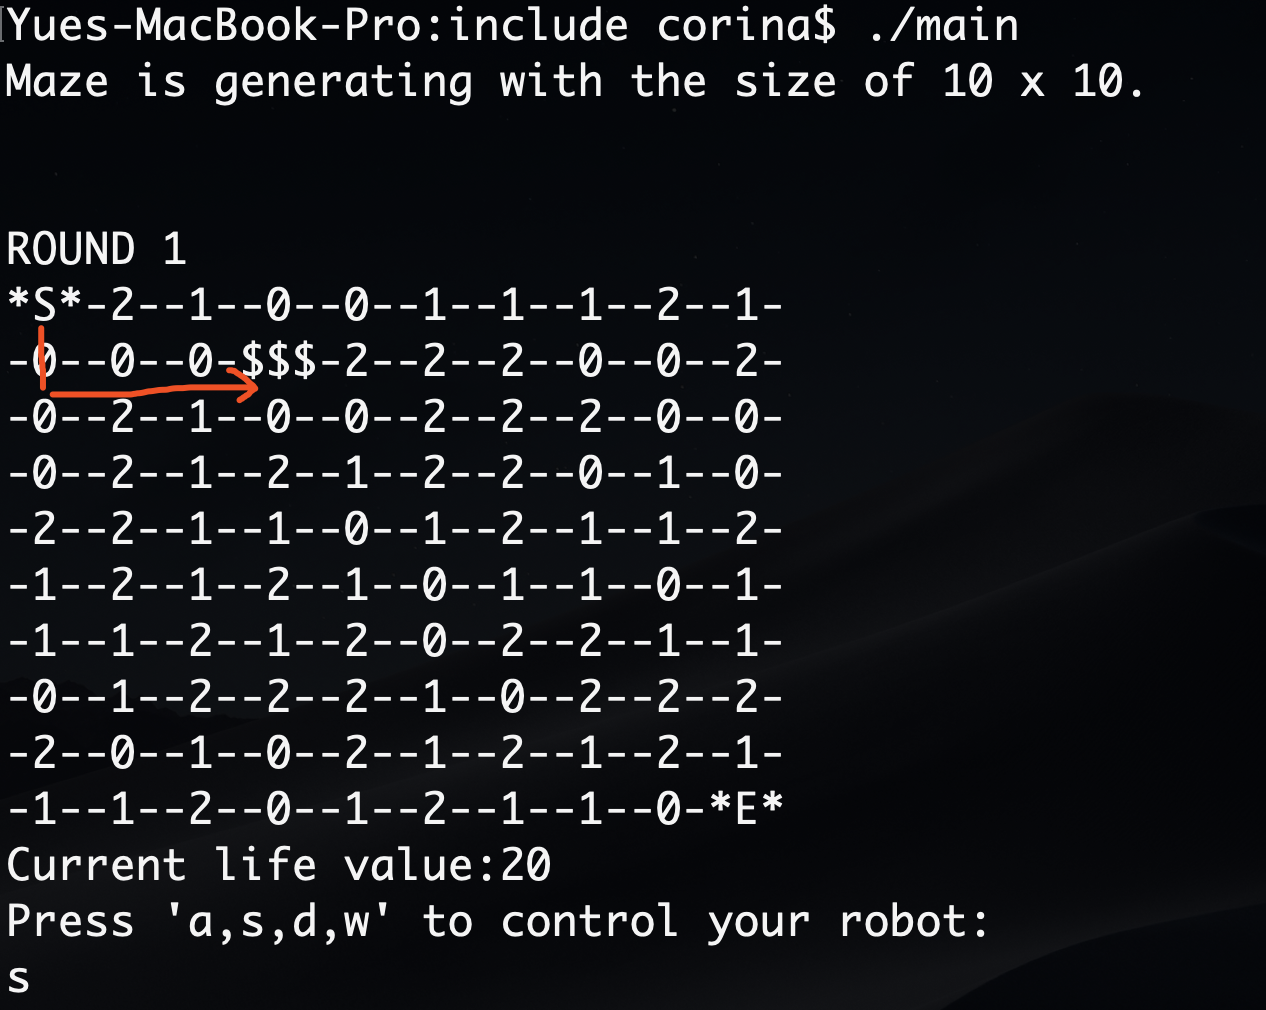 Yues-MacBook-Pro:include corina$ ./main
Maze is generating with the size of 10 x 10.
ROUND 1
*S*-2--1--0--0--1--1--1--2--1-
-0--0--0-$$$-2--2--2--0--0--2-
-0--2--1--0--0--2--2--2--0--0-
-0--2--1--2--1--2--2--0--1--0-
-2--2--1--1--0--1--2--1--1--2-
-1--2--1--2--1--0--1--1--0--1-
-1--1--2--1--2--0--2--2--1--1-
-0--1--2--2--2--1--0--2--2--2-
-2--0--1--0--2--1--2--1--2--1-
-1--1--2--0--1--2--1--1--0-*E*
Current life value:20
Press 'a,s,d,w' to control your robot:
s